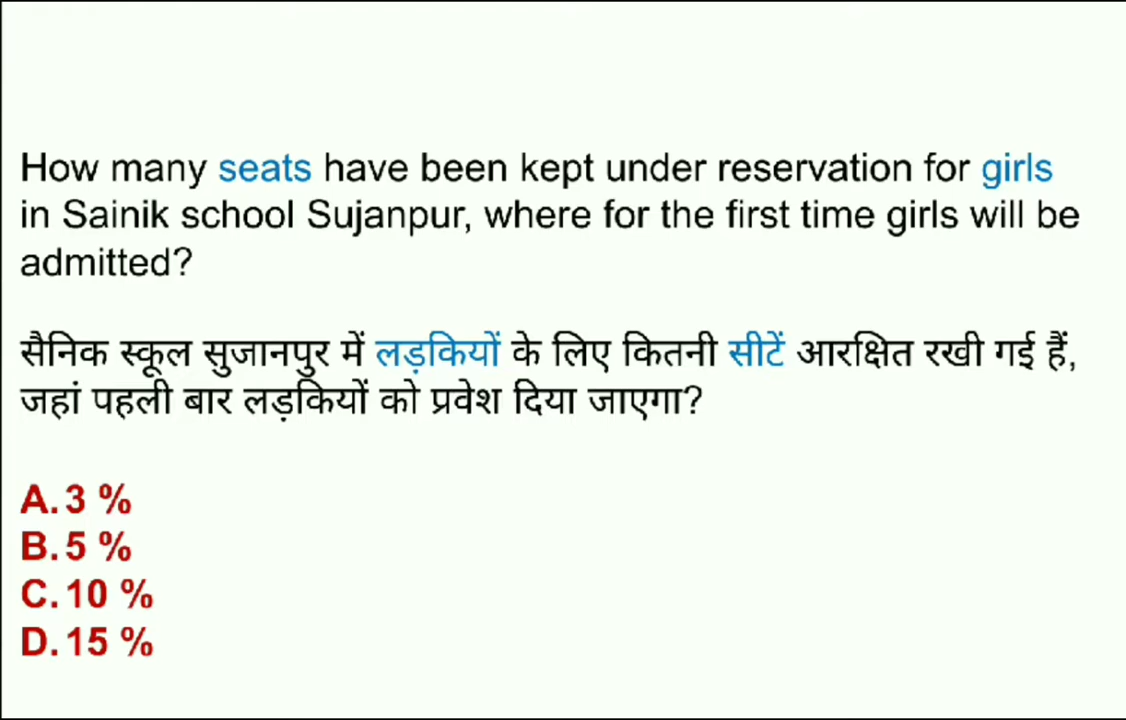 How many seats have been kept under reservation for girls
in Sainik school Sujanpur, where for the first time girls will be
admitted?
सैनिक स्कूल सुजानपुर में लड़कियों के लिए कितनी सीटें आरक्षित रखी गई हैं,
जहां पहली बार लड़कियों को प्रवेश दिया जाएगा?
A. 3 %
B. 5 %
C. 10 %
D. 15 %